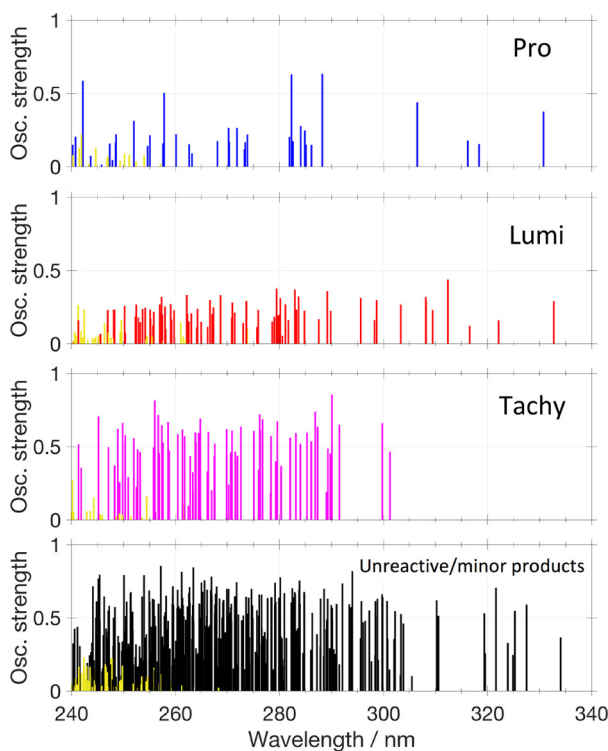 Osc. strength
1
0.5
0
Pro
Osc. strength
1
0.5
0
Lumi
Osc. strength
1
0.5
0
Tachy
Osc. strength
1
0.5
0
Unreactive/minor products
240 260 280 300 320 340
Wavelength / nm